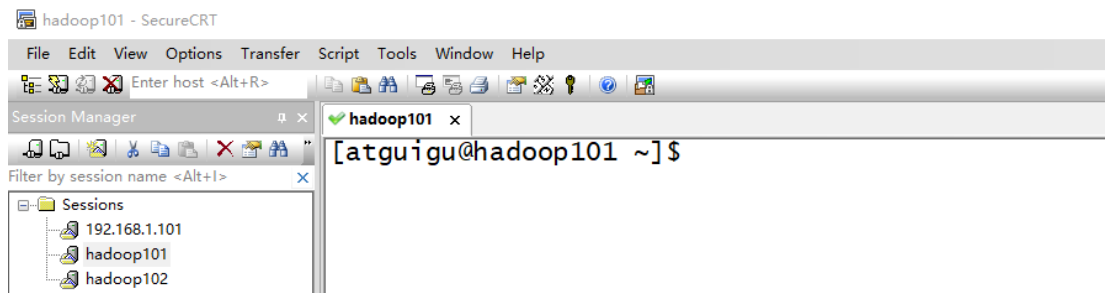 hadoop101 - SecureCRT
File Edit View Options Transfer Script Tools Window Help
Enter host <Alt+R>
Session Manager
hadoop101 x
[atguigu@hadoop101 ~]$
Filter by session name <Alt+I>
Sessions
192.168.1.101
hadoop101
hadoop102